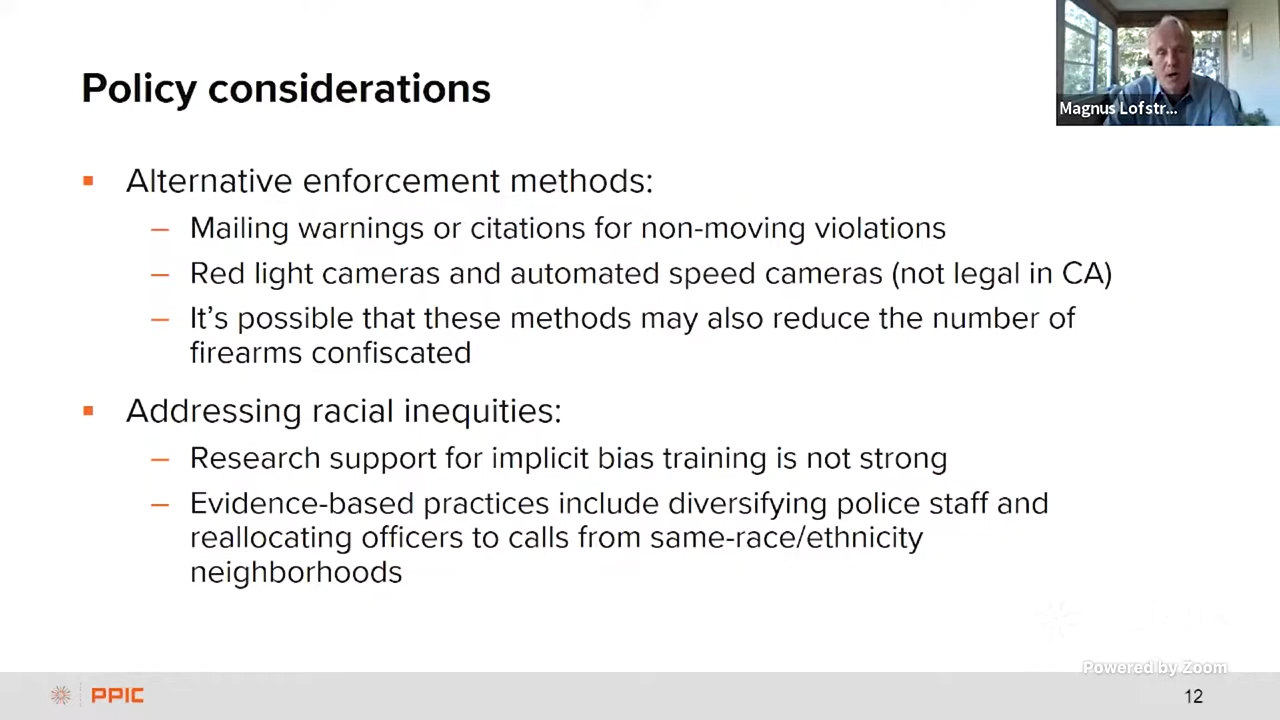 Policy considerations
Magnus Lofstr...
Alternative enforcement methods:
– Mailing warnings or citations for non-moving violations
– Red light cameras and automated speed cameras (not legal in CA)
– It’s possible that these methods may also reduce the number of
firearms confiscated
Addressing racial inequities:
– Research support for implicit bias training is not strong
– Evidence-based practices include diversifying police staff and
reallocating officers to calls from same-race/ethnicity
neighborhoods
Powered by Zoom
PPIC
12